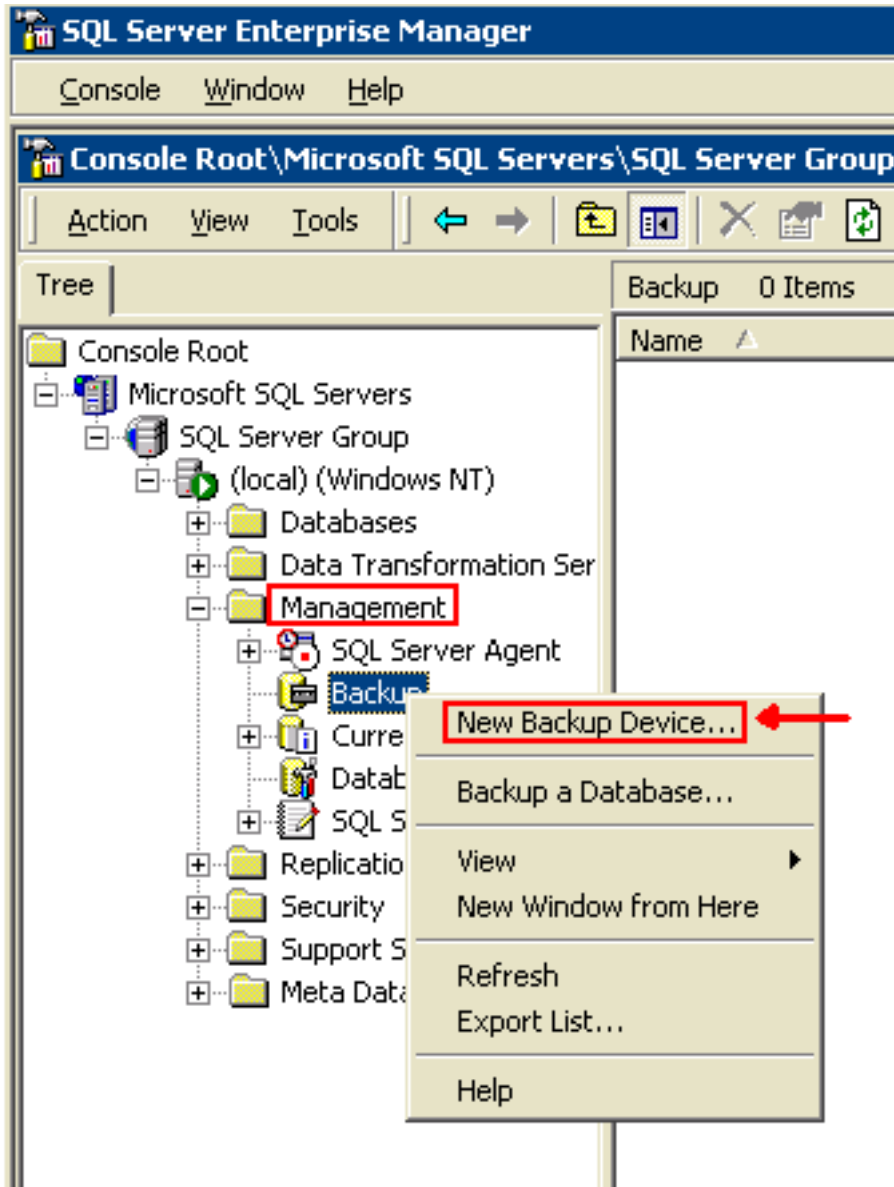 SQL Server Enterprise Manager
Console Window Help
Console Root\Microsoft SQL Servers\SQL Server Group
Action View Tools
Tree
Backup 0 Items
Name
Console Root
Microsoft SQL Servers
SQL Server Group
(local) (Windows NT)
Databases
Data Transformation Ser
Management
SQL Server Agent
Backup
Curre
Datab
SQL S
Replicatio
Security
Support S
Meta Data
New Backup Device...
Backup a Database...
View
New Window from Here
Refresh
Export List...
Help